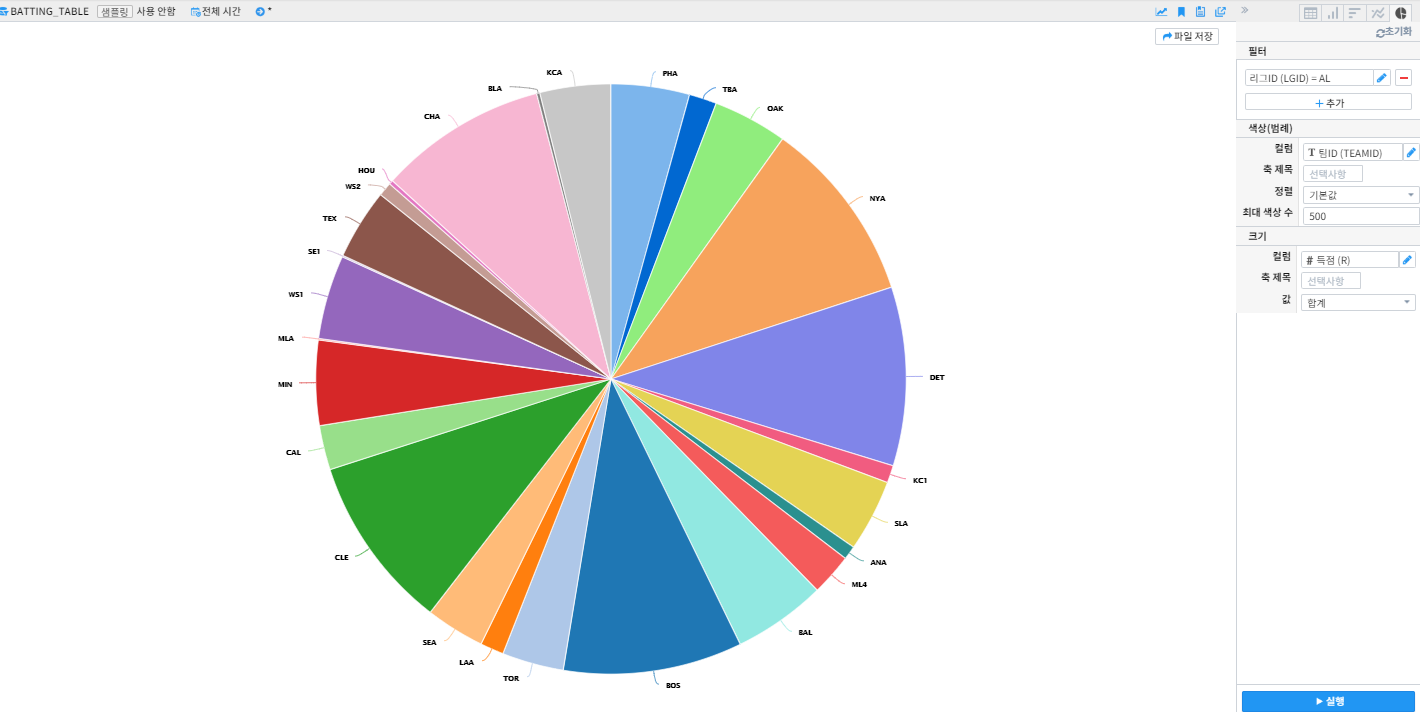 BATTING_TABLE 샘플링 사용 안함 전체 시간 *
파일 저장
KCA
PHA
BLA
TBA
CHA
OAK
HOU
WS2
NYA
TEX
SE1
WS1
MLA
DET
MIN
CAL
KC1
SLA
CLE
ANA
ML4
BAL
SEA
LAA
TOR
BOS
초기화
필터
리그ID (LGID) = AL
+ 추가
색상(범례)
컬럼 T 팀ID (TEAMID)
축 제목 선택사항
정렬 기본값
최대 색상 수 500
크기
컬럼 # 득점 (R)
축 제목 선택사항
값 합계
실행